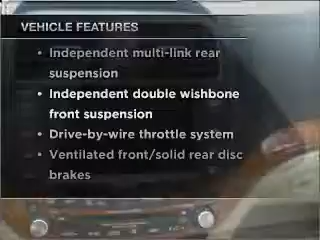 VEHICLE FEATURES
• Independent multi-link rear
suspension
• Independent double wishbone
front suspension
• Drive-by-wire throttle system
• Ventilated front/solid rear disc
brakes